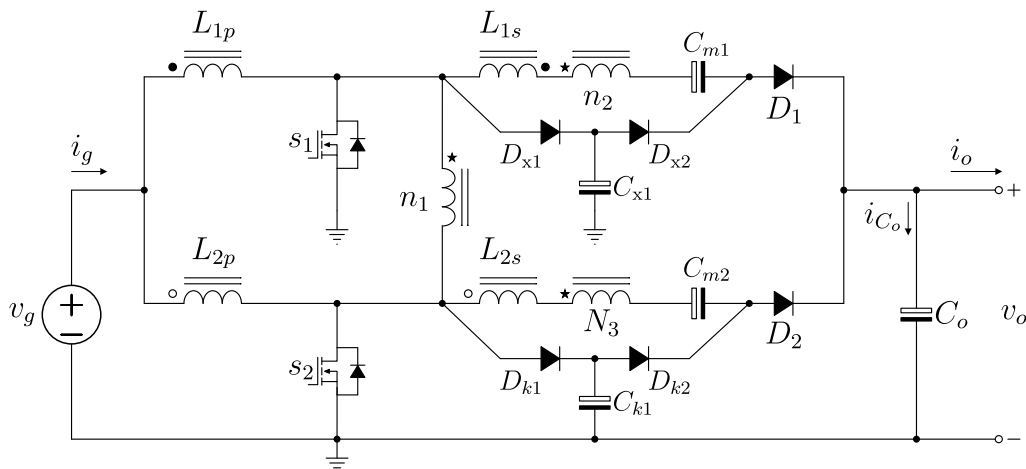 L1p
L1s
n2
Cm1
D1
s1
Dx1
Dx2
Cx1
ig
n1
io
+
iCo
L2p
L2s
N3
Cm2
D2
vg
+
−
s2
Dk1
Dk2
Ck1
Co
vo
−